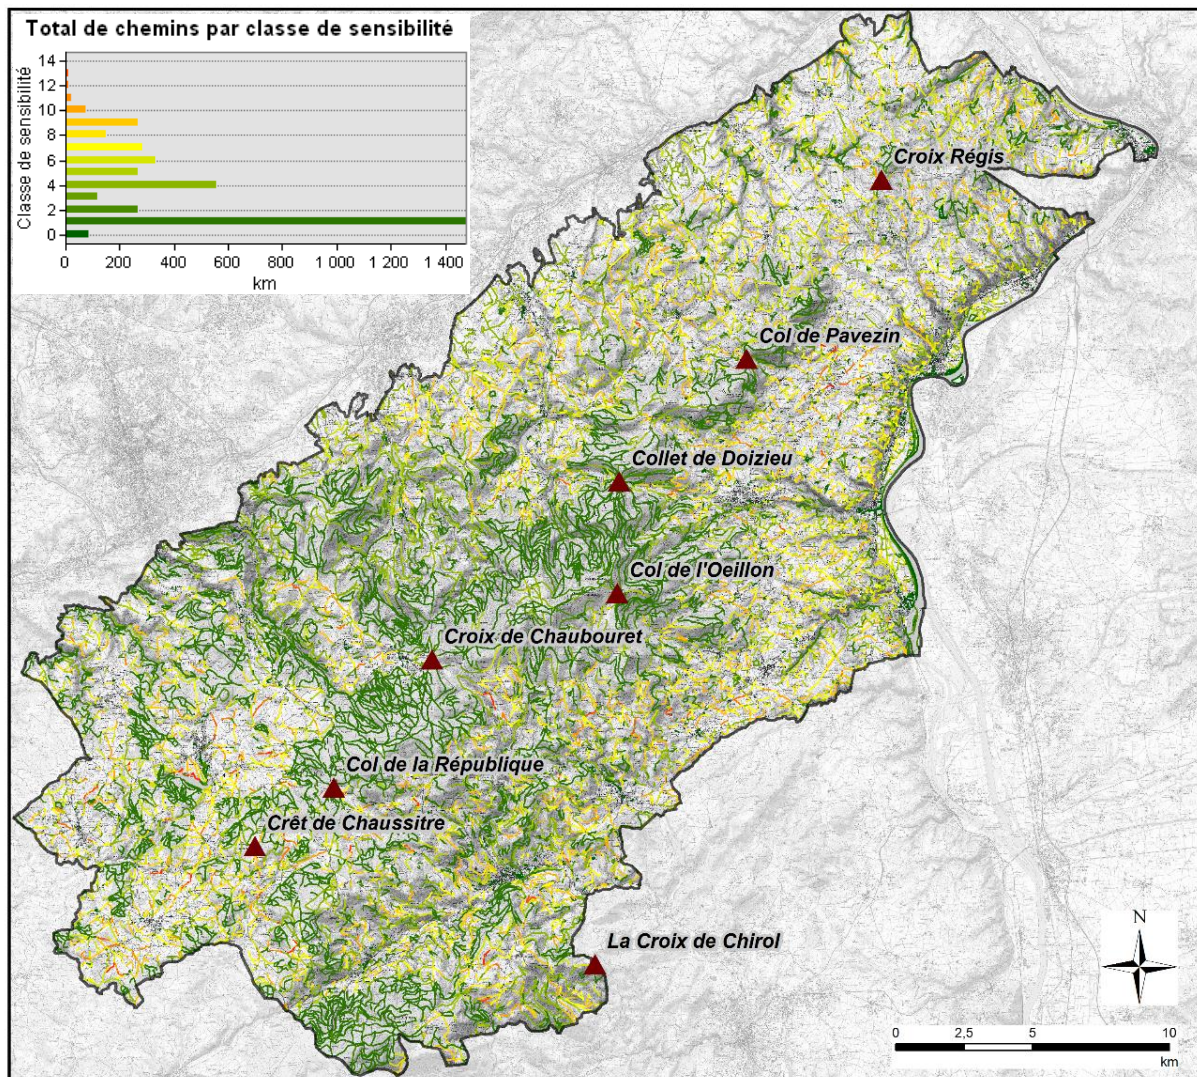 Total de chemins par classe de sensibilité
Classe de sensibilité
14
12
10
8
6
4
2
0
0 200 400 600 800 1 000 1 200 1 400
km
Croix Régis
Col de Pavezin
Collet de Doizieu
Col de l'Oeillon
Croix de Chaubouret
Col de la République
Crêt de Chaussitre
La Croix de Chirol
N
0 2,5 5 10
km